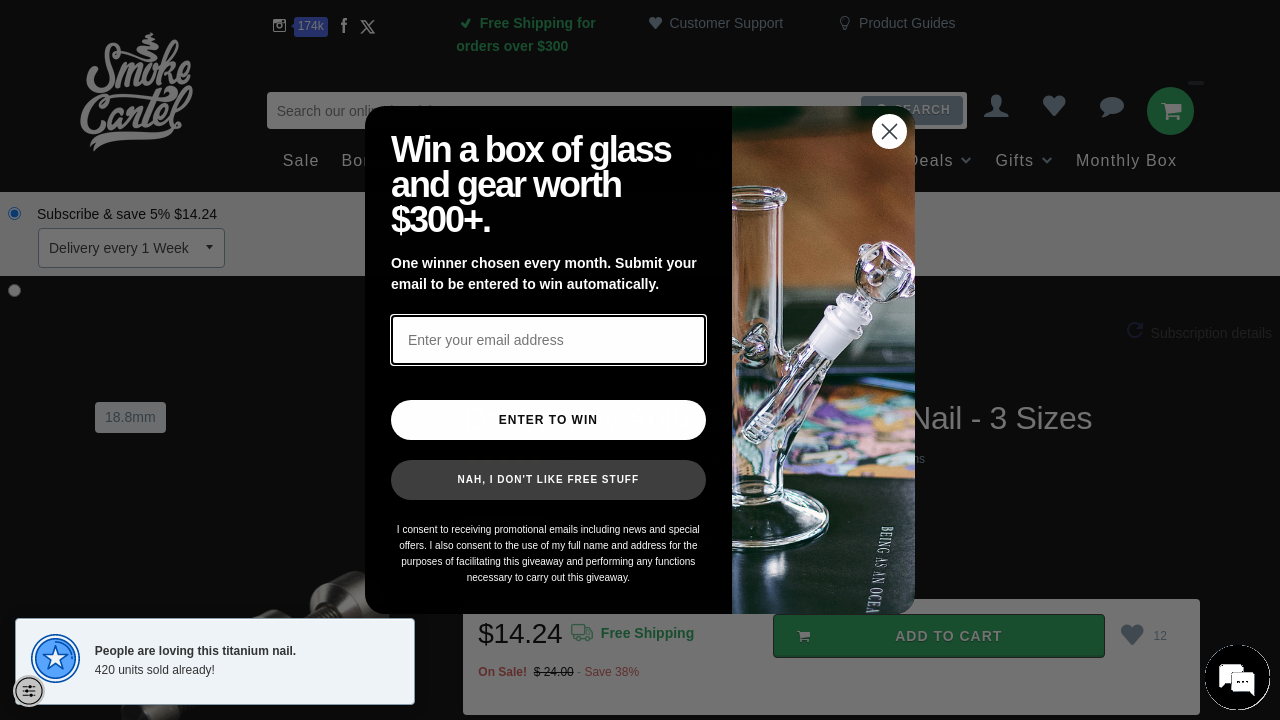 Smoke
Cartel
174k
Free Shipping for
orders over $300
Customer Support
Product Guides
Search our online
SEARCH
Sale
Deals
Gifts
Monthly Box
Subscribe & save 5% $14.24
Delivery every 1 Week
Subscription details
18.8mm
Nail - 3 Sizes
Win a box of glass
and gear worth
$300+.
One winner chosen every month. Submit your
email to be entered to win automatically.
Enter your email address
ENTER TO WIN
NAH, I DON'T LIKE FREE STUFF
I consent to receiving promotional emails including news and special
offers. I also consent to the use of my full name and address for the
purposes of facilitating this giveaway and performing any functions
necessary to carry out this giveaway.
BEING AS AN OCEA
$14.24
Free Shipping
ADD TO CART
12
On Sale! $ 24.00 - Save 38%
People are loving this titanium nail.
420 units sold already!